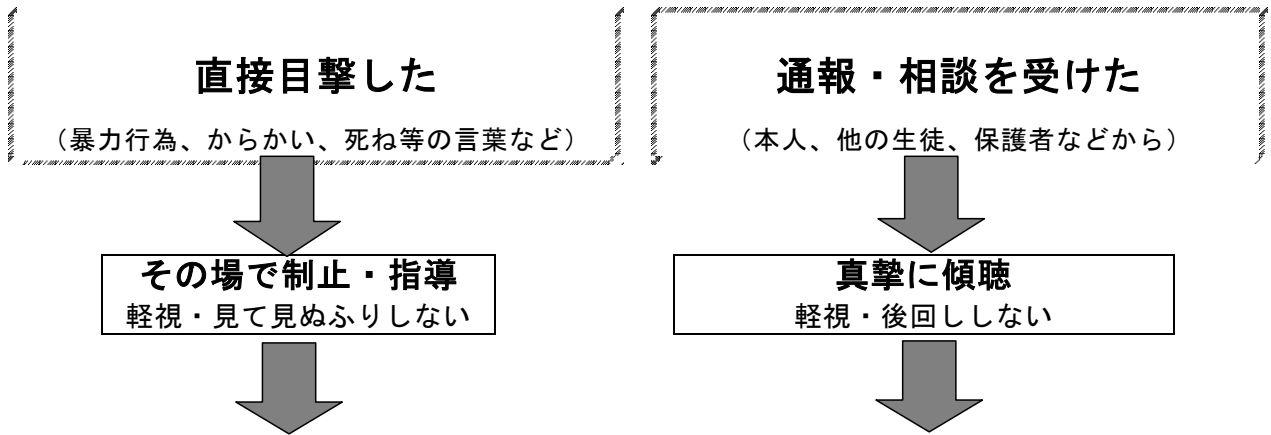 直接目撃した
（暴力行為、からかい、死ね等の言葉など）
その場で制止・指導
軽視・見て見ぬふりしない
通報・相談を受けた
（本人、他の生徒、保護者などから）
真摯に傾聴
軽視・後回ししない